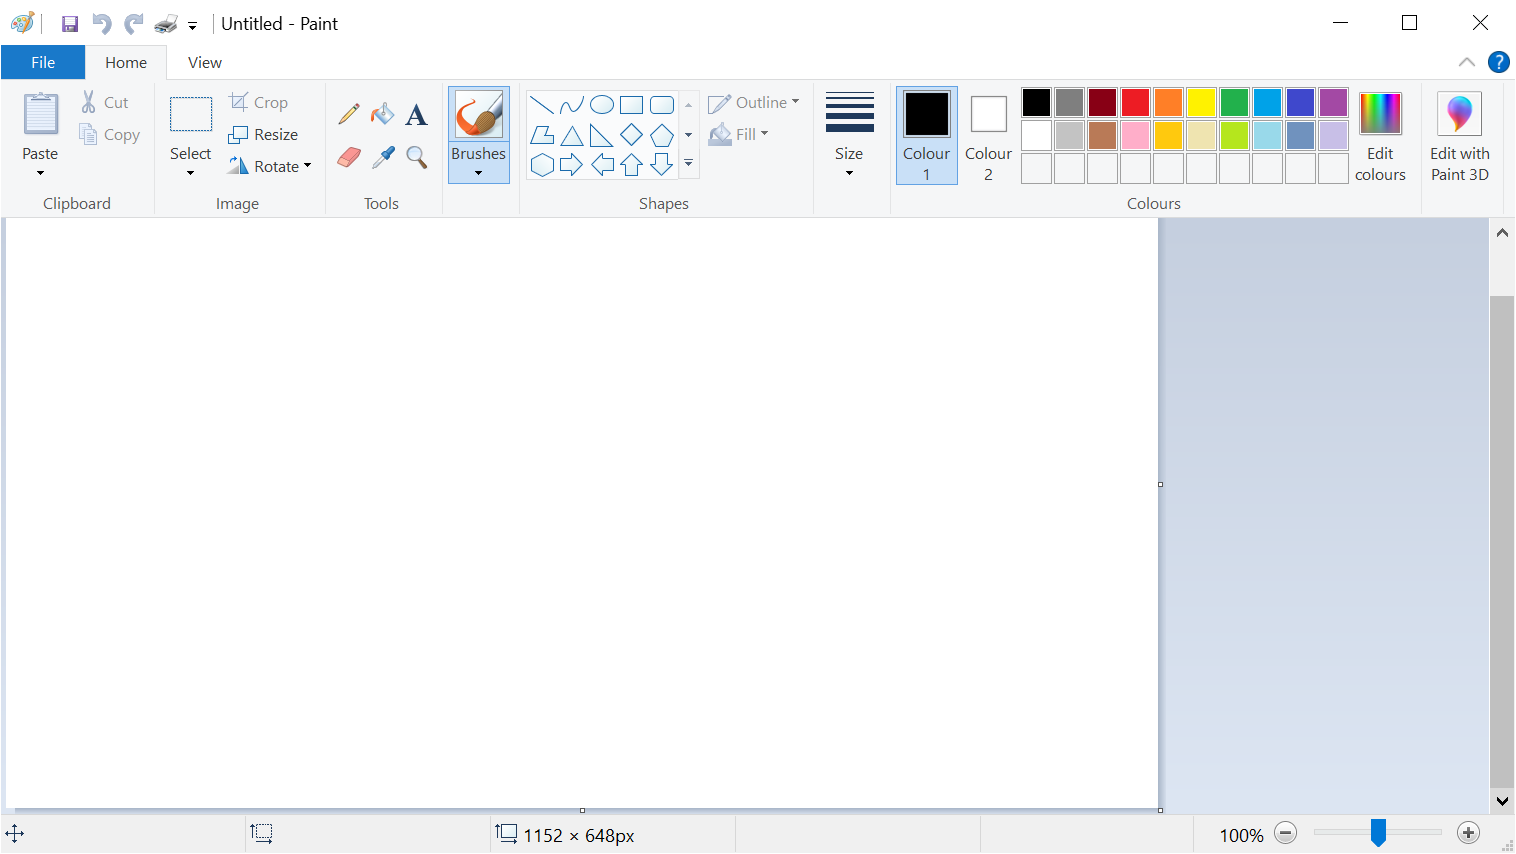 Untitled - Paint
File Home View
?
Paste
Cut
Copy
Clipboard
Select
Crop
Resize
Rotate
Image
A
Tools
Brushes
Outline
Fill
Shapes
Size
Colour 1
Colour 2
Colours
Edit colours
Edit with Paint 3D
1152 × 648px
100%